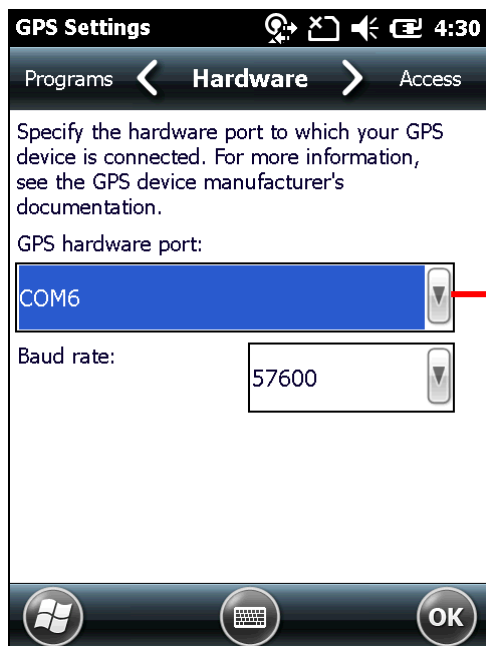 GPS Settings 4:30
Programs Hardware Access
Specify the hardware port to which your GPS
device is connected. For more information,
see the GPS device manufacturer's
documentation.
GPS hardware port:
COM6
Baud rate:
57600
OK